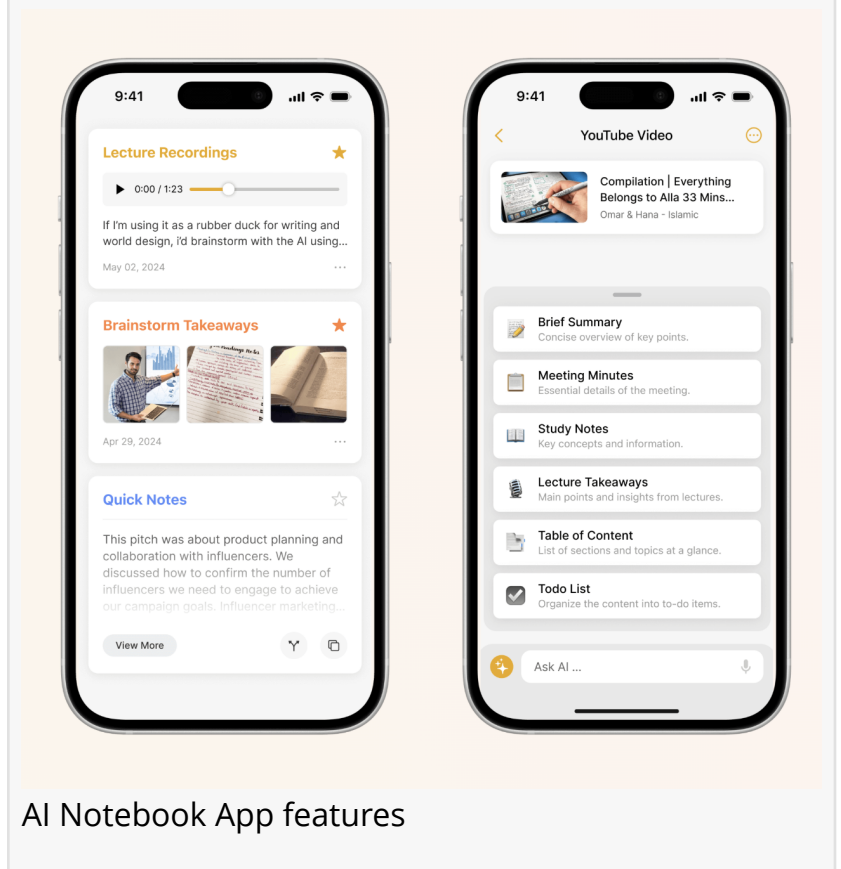 9:41
Lecture Recordings
0:00 / 1:23
If I'm using it as a rubber duck for writing and
world design, i'd brainstorm with the AI using...
May 02, 2024
Brainstorm Takeaways
Apr 29, 2024
Quick Notes
This pitch was about product planning and
collaboration with influencers. We
discussed how to confirm the number of
influencers we need to engage to achieve
our campaign goals. Influencer marketing...
View More
9:41
YouTube Video
Compilation | Everything
Belongs to Alla 33 Mins...
Omar & Hana - Islamic
Brief Summary
Concise overview of key points.
Meeting Minutes
Essential details of the meeting.
Study Notes
Key concepts and information.
Lecture Takeaways
Main points and insights from lectures.
Table of Content
List of sections and topics at a glance.
Todo List
Organize the content into to-do items.
Ask AI ...
AI Notebook App features